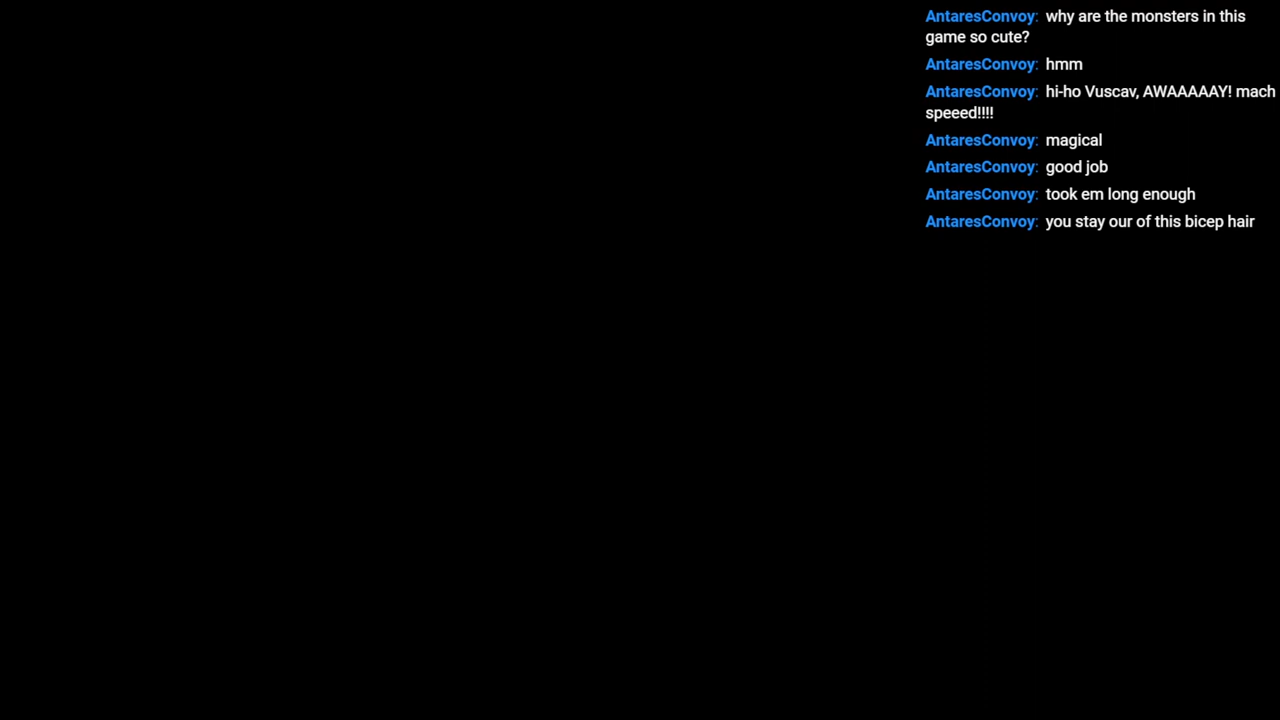 AntaresConvoy: why are the monsters in this
game so cute?
AntaresConvoy: hmm
AntaresConvoy: hi-ho Vuscav, AWAAAAAY! mach
speeed!!!!
AntaresConvoy: magical
AntaresConvoy: good job
AntaresConvoy: took em long enough
AntaresConvoy: you stay our of this bicep hair